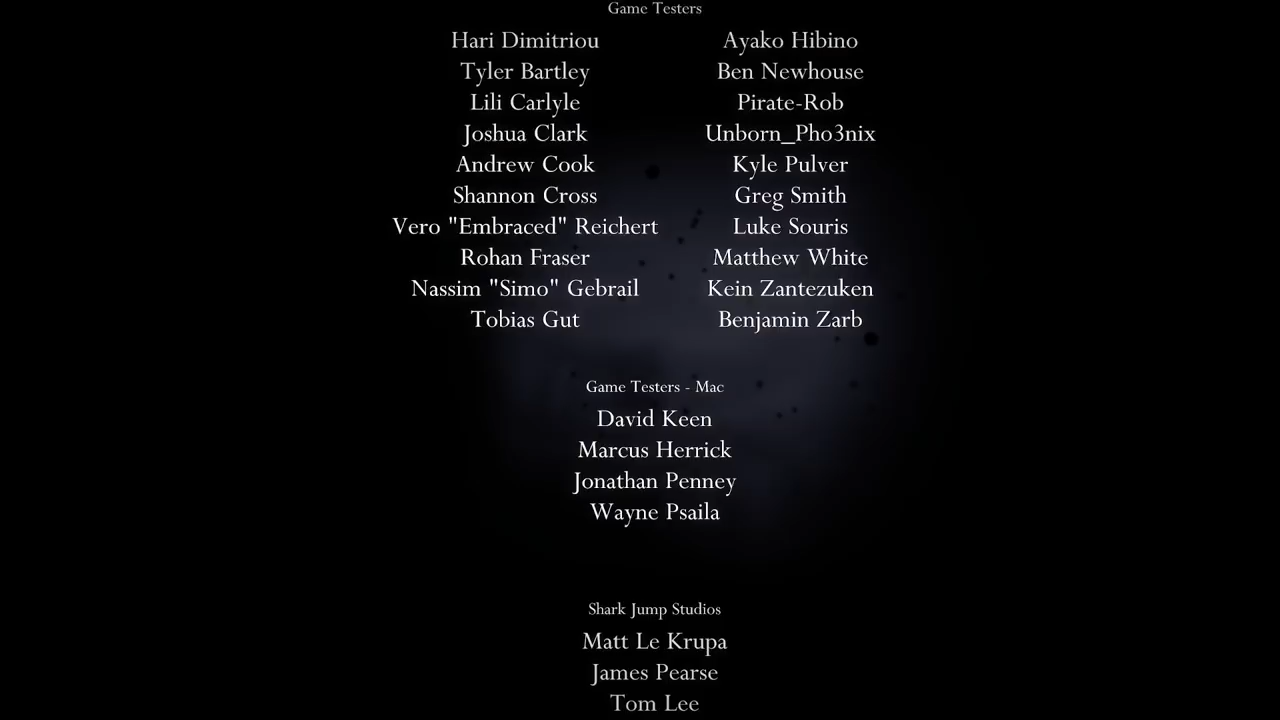 Game Testers
Hari Dimitriou Ayako Hibino
Tyler Bartley Ben Newhouse
Lili Carlyle Pirate-Rob
Joshua Clark Unborn_Pho3nix
Andrew Cook Kyle Pulver
Shannon Cross Greg Smith
Vero "Embraced" Reichert Luke Souris
Rohan Fraser Matthew White
Nassim "Simo" Gebrail Kein Zantezuken
Tobias Gut Benjamin Zarb
Game Testers - Mac
David Keen
Marcus Herrick
Jonathan Penney
Wayne Psaila
Shark Jump Studios
Matt Le Krupa
James Pearse
Tom Lee